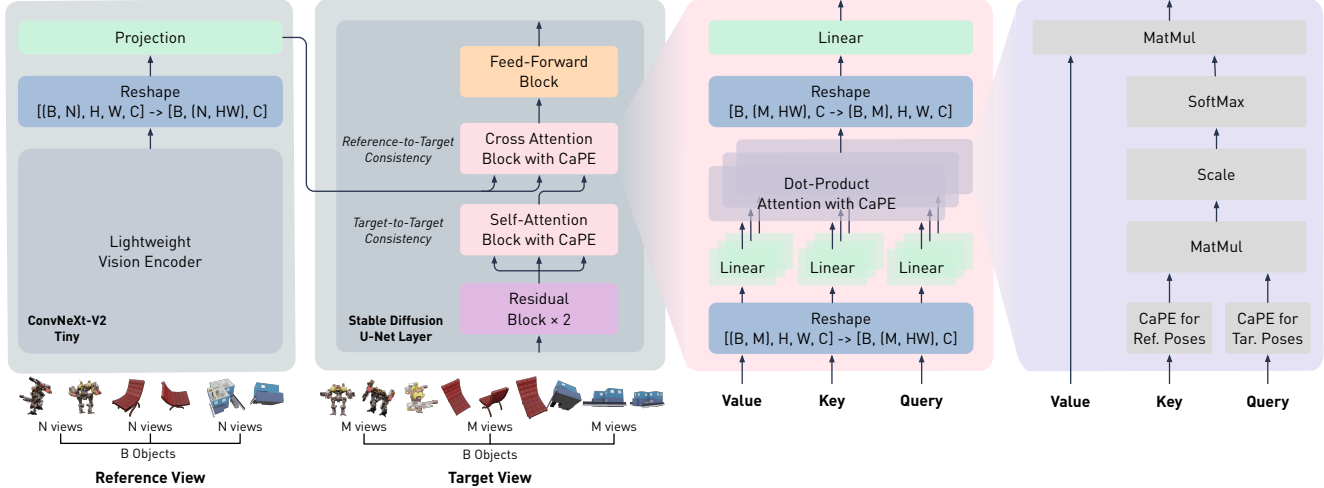 Projection
Reshape
[(B, N), H, W, C] -> [B, (N, HW), C]
Lightweight
Vision Encoder
ConvNeXt-V2
Tiny
N views
N views
N views
B Objects
Reference View
Feed-Forward
Block
Reference-to-Target
Consistency
Cross Attention
Block with CaPE
Target-to-Target
Consistency
Self-Attention
Block with CaPE
Residual
Block × 2
Stable Diffusion
U-Net Layer
M views
M views
M views
B Objects
Target View
Linear
Reshape
[B, (M, HW), C -> (B, M), H, W, C]
Dot-Product
Attention with CaPE
Linear
Linear
Linear
Reshape
[(B, M), H, W, C] -> [B, (M, HW), C]
Value
Key
Query
MatMul
SoftMax
Scale
MatMul
CaPE for
Ref. Poses
CaPE for
Tar. Poses
Value
Key
Query